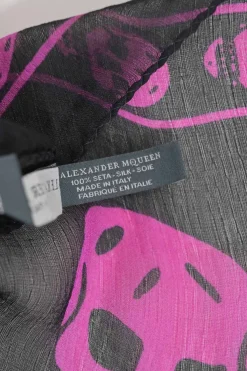 ALEXANDER MCQUEEN
100% SETA - SILK - SOIE
MADE IN ITALY
FABRIQUE EN ITALIE